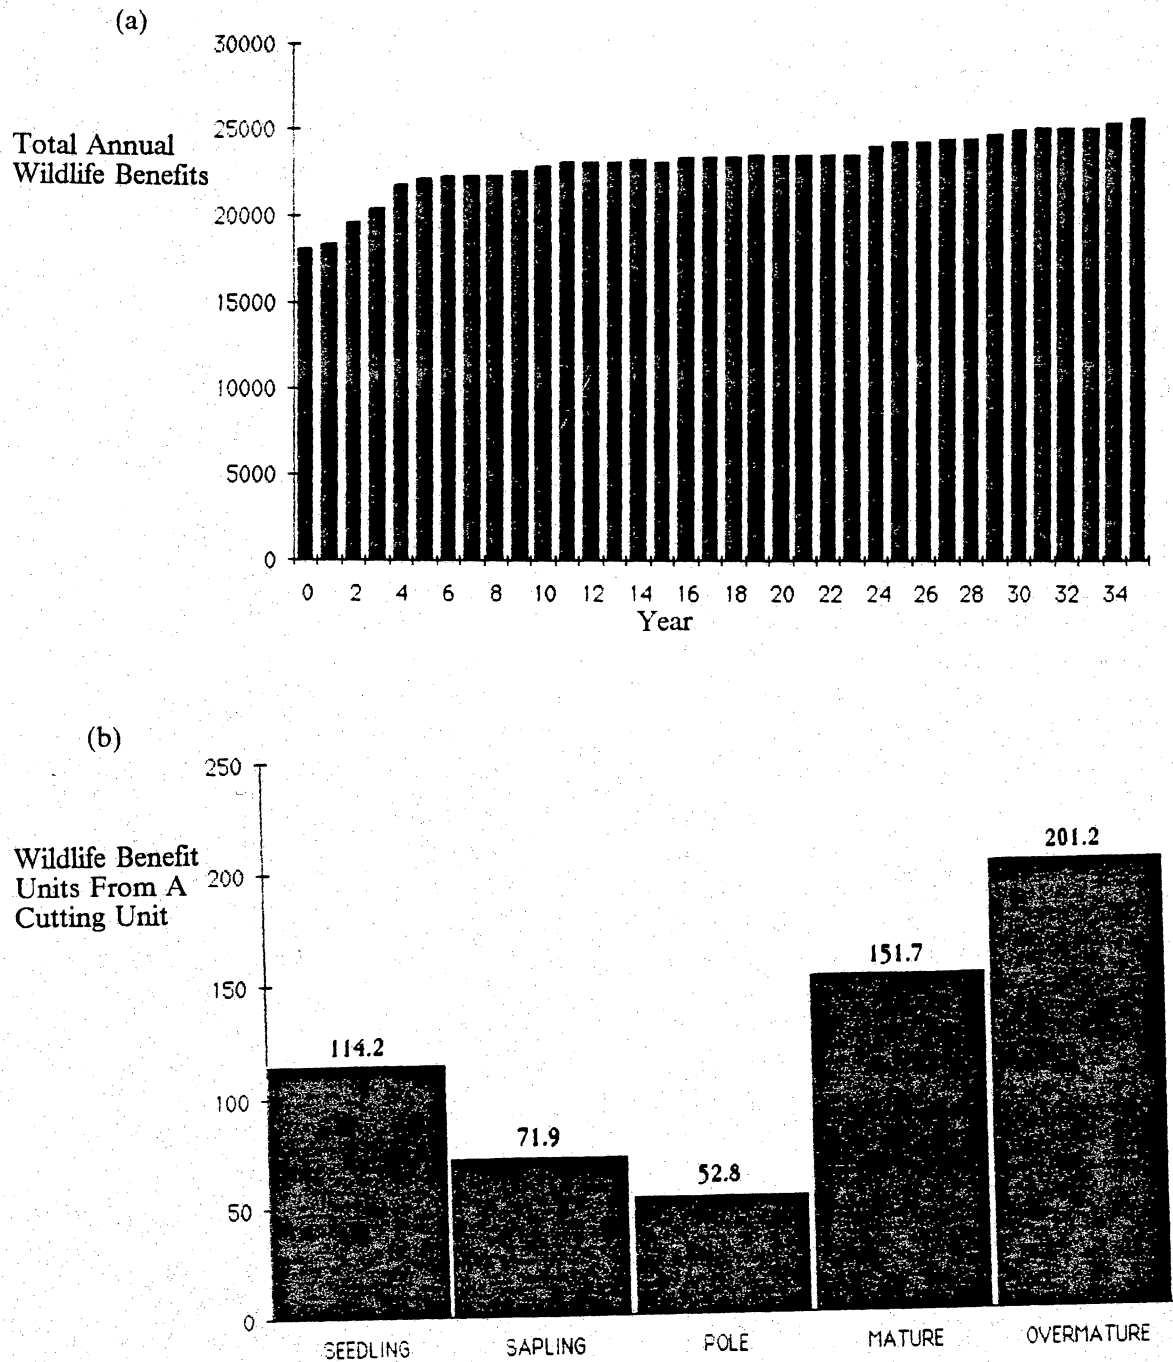 (a)
30000
25000
20000
15000
10000
5000
0
Total Annual
Wildlife Benefits
0 2 4 6 8 10 12 14 16 18 20 22 24 26 28 30 32 34
Year
(b)
250
200
150
100
50
0
Wildlife Benefit
Units From A
Cutting Unit
114.2
71.9
52.8
151.7
201.2
SEEDLING SAPLING POLE MATURE OVERMATURE